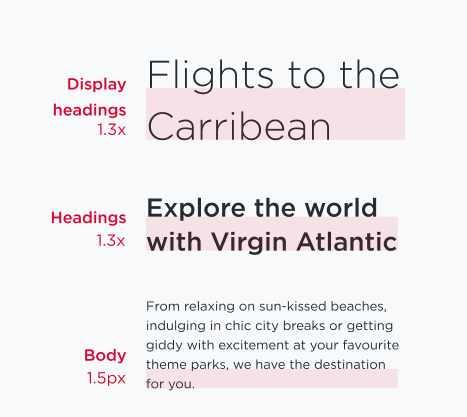 Display
headings
1.3x
Flights to the
Carribean
Headings
1.3x
Explore the world
with Virgin Atlantic
Body
1.5px
From relaxing on sun-kissed beaches,
indulging in chic city breaks or getting
giddy with excitement at your favourite
theme parks, we have the destination
for you.